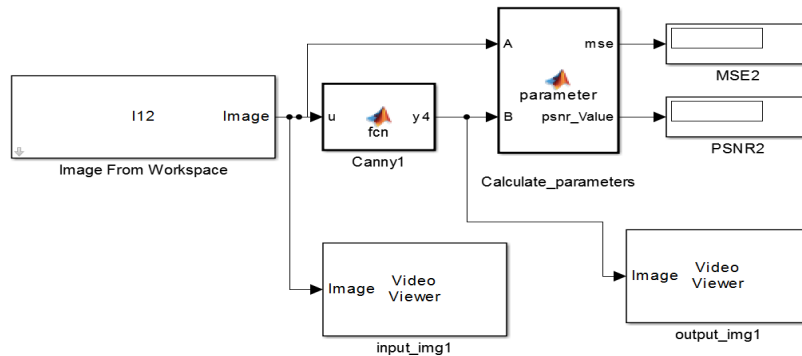 I12
Image
Image From Workspace
u
fcn
y4
Canny1
A
B
parameter
mse
psnr_Value
Calculate_parameters
MSE2
PSNR2
Image
Video
Viewer
input_img1
Image
Video
Viewer
output_img1